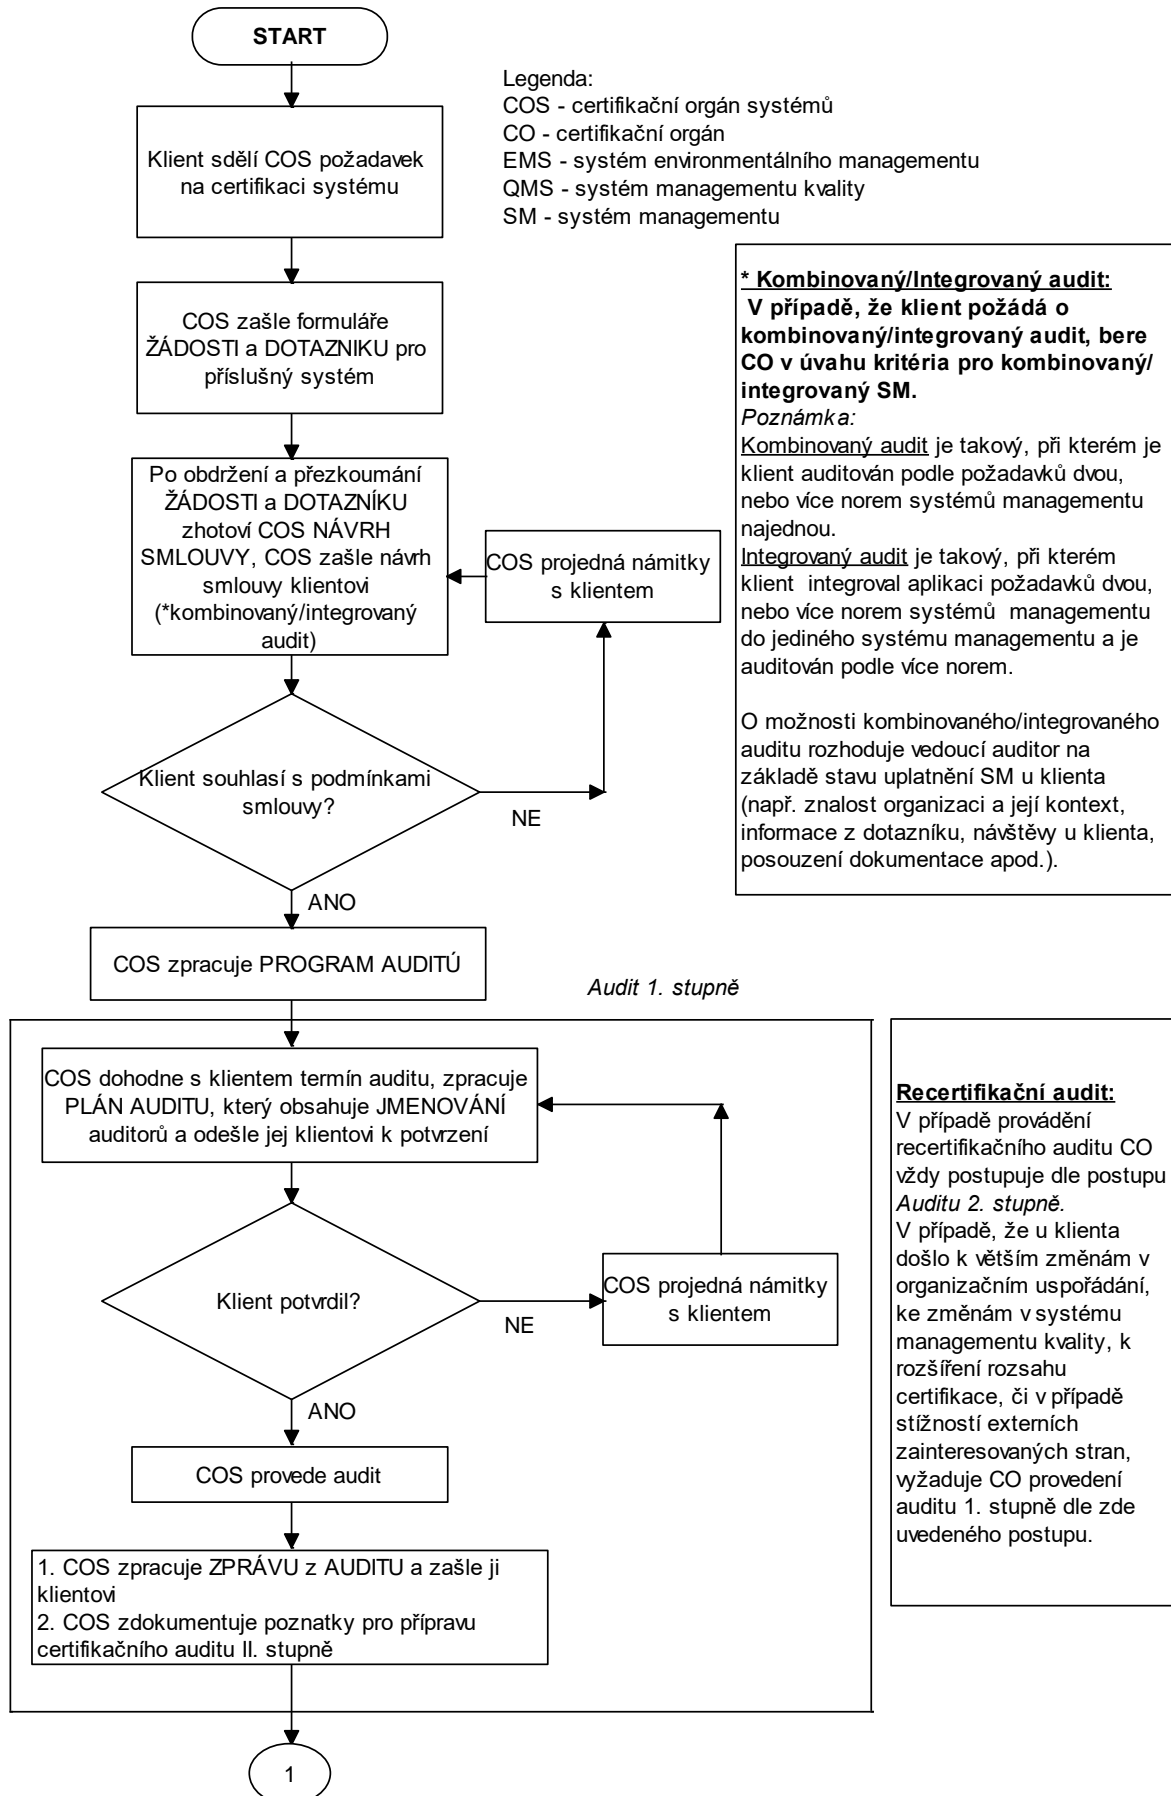 START
Legenda:
COS - certifikační orgán systémů
CO - certifikační orgán
EMS - systém environmentálního managementu
QMS - systém managementu kvality
SM - systém managementu
Klient sdělí COS požadavek
na certifikaci systému
COS zašle formuláře
ŽÁDOSTI a DOTAZNIKU pro
příslušný systém
Po obdržení a přezkoumání
ŽÁDOSTI a DOTAZNÍKU
zhotoví COS NÁVRH
SMLOUVY, COS zašle návrh
smlouvy klientovi
(*kombinovaný/integrovaný
audit)
COS projedná námitky
s klientem
* Kombinovaný/Integrovaný audit:
V případě, že klient požádá o
kombinovaný/integrovaný audit, bere
CO v úvahu kritéria pro kombinovaný/
integrovaný SM.
Poznámka:
Kombinovaný audit je takový, při kterém je
klient auditován podle požadavků dvou,
nebo více norem systémů managementu
najednou.
Integrovaný audit je takový, při kterém
klient integroval aplikaci požadavků dvou,
nebo více norem systémů managementu
do jediného systému managementu a je
auditován podle více norem.
O možnosti kombinovaného/integrovaného
auditu rozhoduje vedoucí auditor na
základě stavu uplatnění SM u klienta
(např. znalost organizaci a její kontext,
informace z dotazníku, návštěvy u klienta,
posouzení dokumentace apod.).
Klient souhlasí s podmínkami
smlouvy?
NE
ANO
COS zpracuje PROGRAM AUDITÚ
Audit 1. stupně
COS dohodne s klientem termín auditu, zpracuje
PLÁN AUDITU, který obsahuje JMENOVÁNÍ
auditorů a odešle jej klientovi k potvrzení
Klient potvrdil?
NE
COS projedná námitky
s klientem
ANO
COS provede audit
1. COS zpracuje ZPRÁVU z AUDITU a zašle ji
klientovi
2. COS zdokumentuje poznatky pro přípravu
certifikačního auditu II. stupně
Recertifikační audit:
V případě provádění
recertifikačního auditu CO
vždy postupuje dle postupu
Auditu 2. stupně.
V případě, že u klienta
došlo k větším změnám v
organizačním uspořádání,
ke změnám v systému
managementu kvality, k
rozšíření rozsahu
certifikace, či v případě
stížností externích
zainteresovaných stran,
vyžaduje CO provedení
auditu 1. stupně dle zde
uvedeného postupu.
1